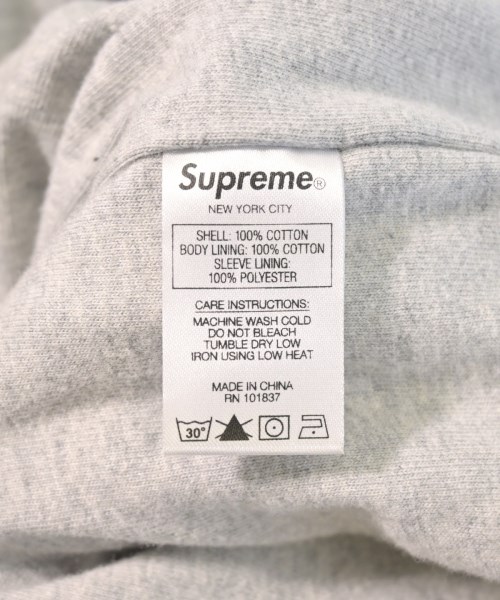 Supreme®
NEW YORK CITY
SHELL: 100% COTTON
BODY LINING: 100% COTTON
SLEEVE LINING:
100% POLYESTER
CARE INSTRUCTIONS:
MACHINE WASH COLD
DO NOT BLEACH
TUMBLE DRY LOW
IRON USING LOW HEAT
MADE IN CHINA
RN 101837
30°